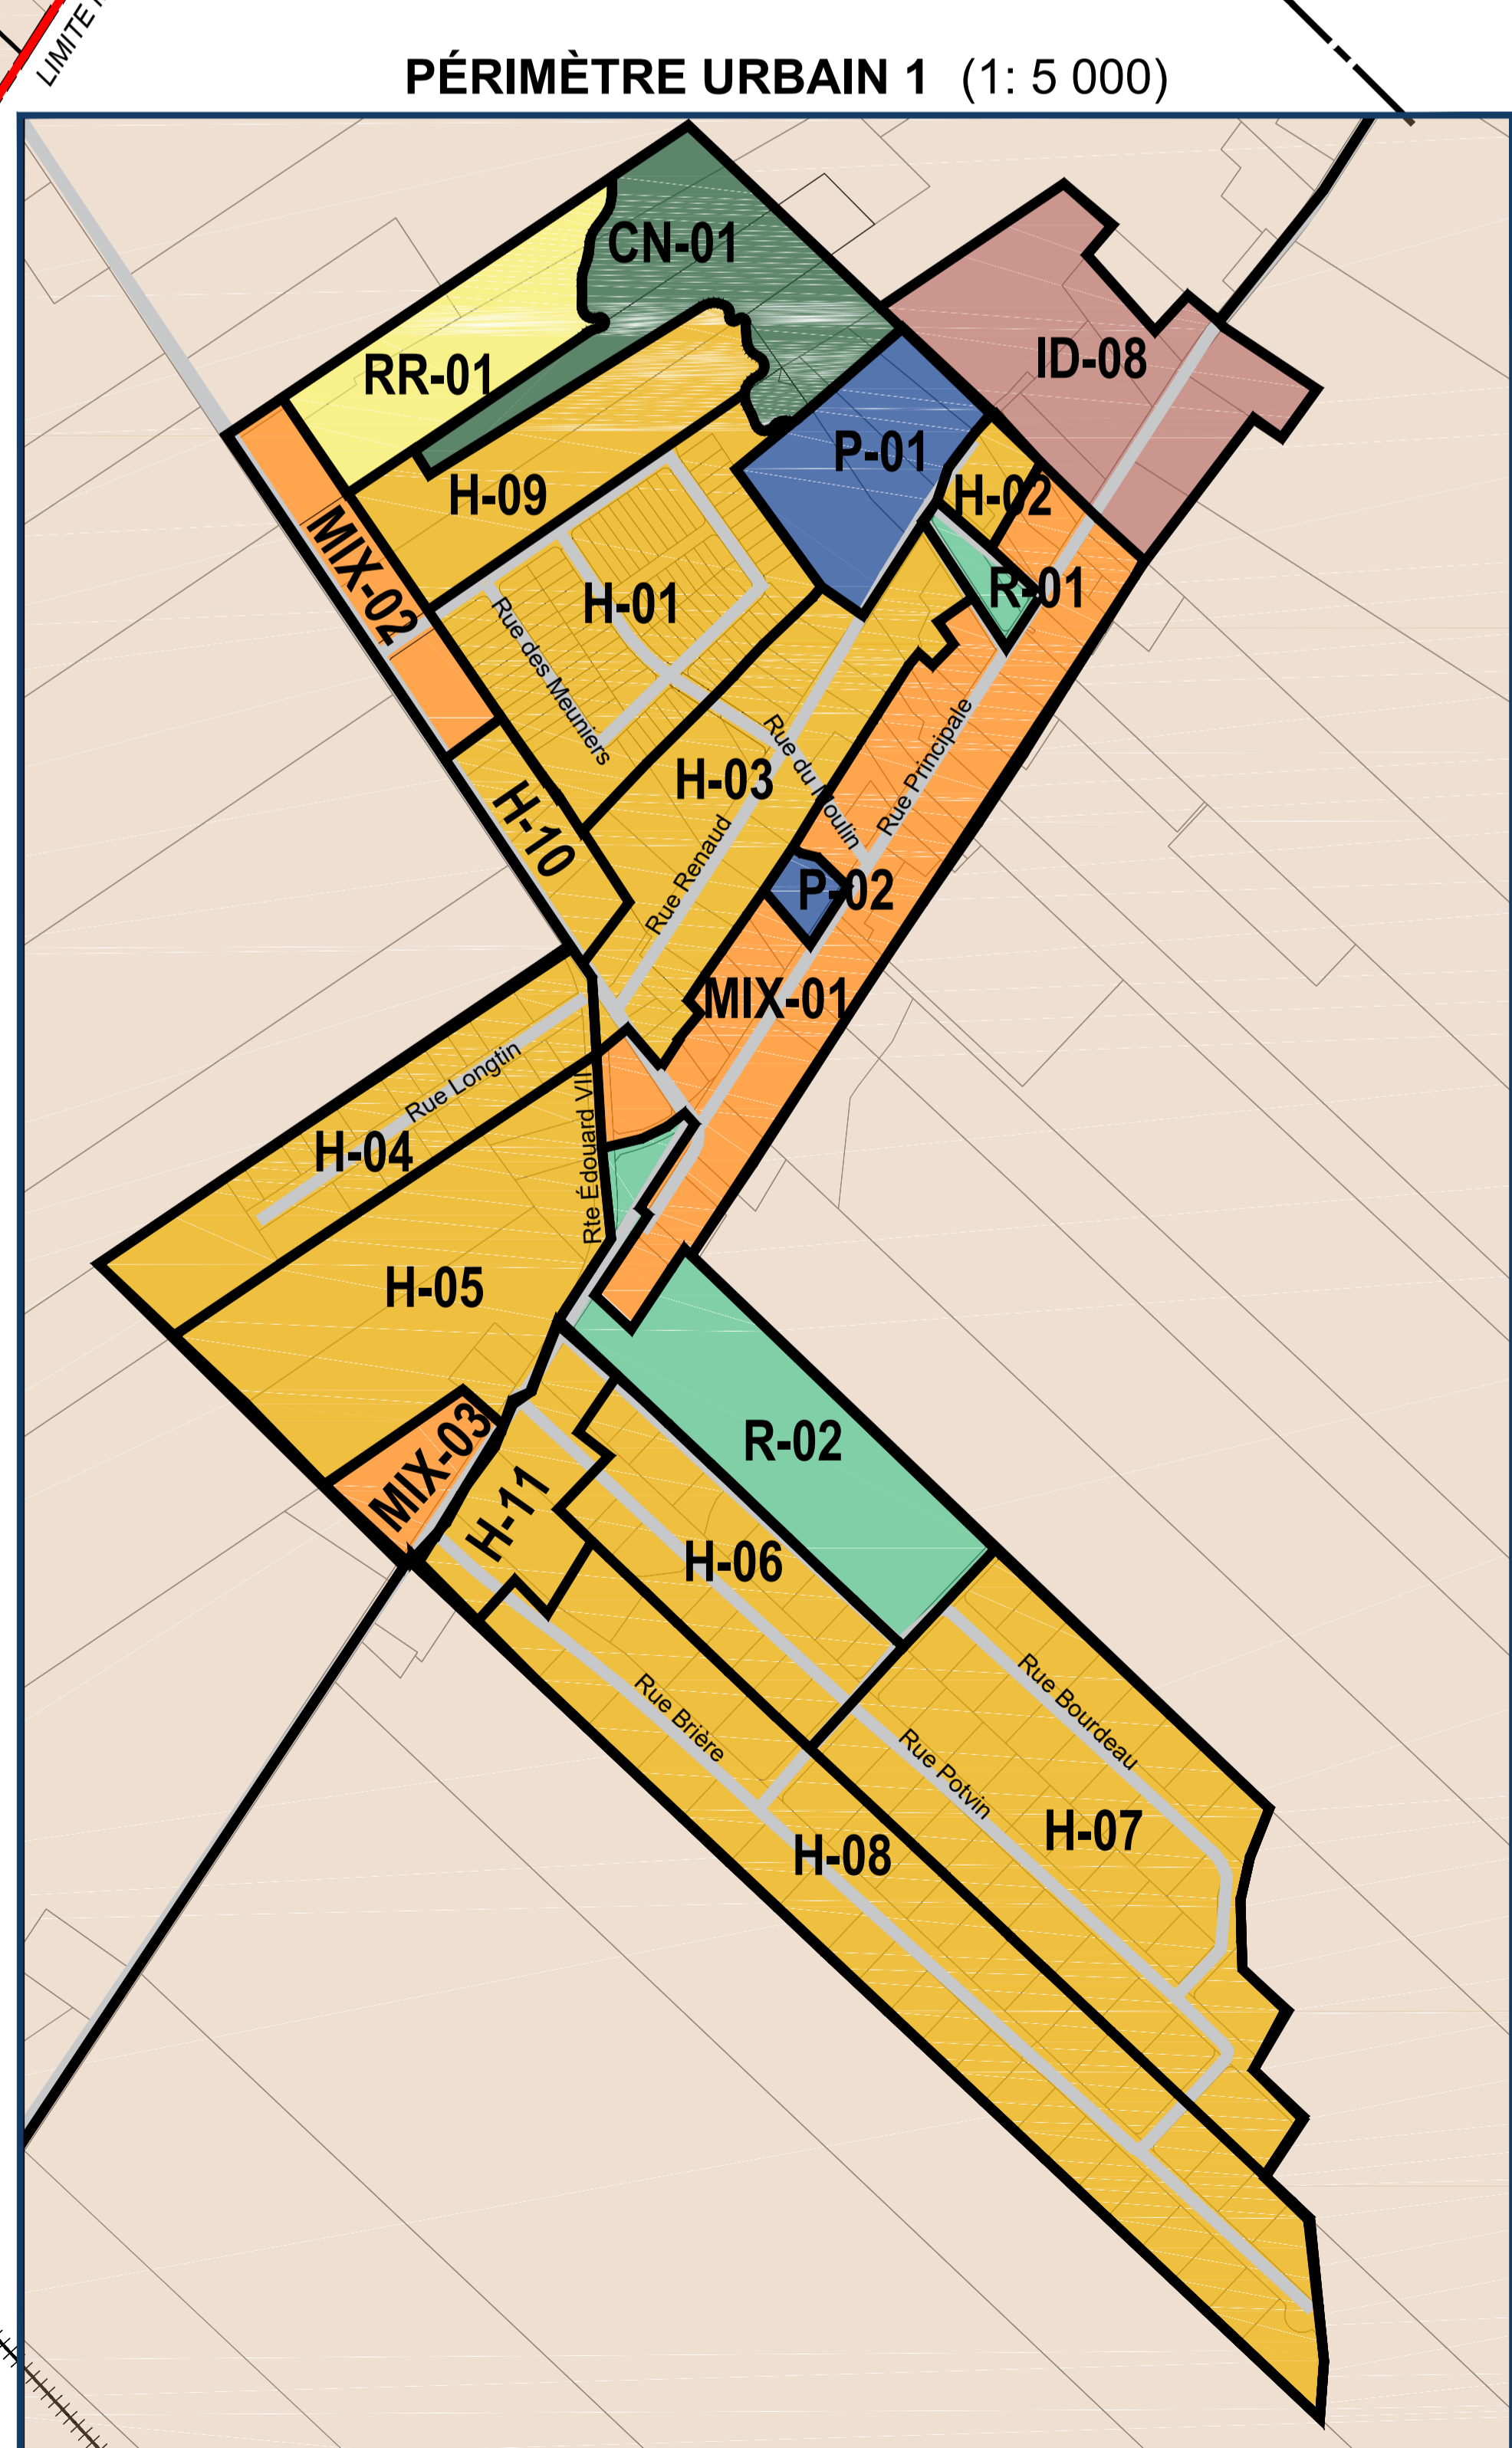 LIMITE
PÉRIMÈTRE URBAIN 1 (1: 5 000)
CN-01
ID-08
RR-01
P-01
H-09
H-02
MIX-02
R-01
H-01
Rue des Meuniers
H-03
Rue du Moulin
Rue Principale
H-10
Rue Renaud
P-02
MIX-01
Rue Longtin
H-04
Rte Édouard VII
H-05
MIX-03
R-02
H-11
H-06
Rue Brière
Rue Bourdeau
Rue Potvin
H-07
H-08